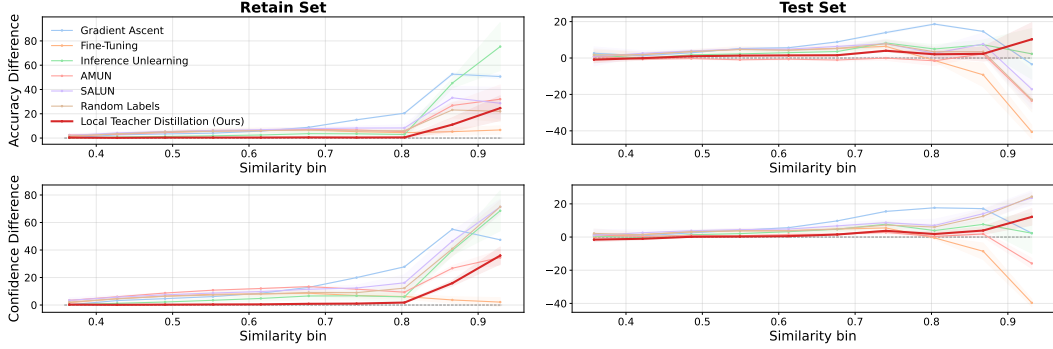 Retain Set
Test Set
Accuracy Difference
80
60
40
20
0
Gradient Ascent
Fine-Tuning
Inference Unlearning
AMUN
SALUN
Random Labels
Local Teacher Distillation (Ours)
0.4 0.5 0.6 0.7 0.8 0.9
Similarity bin
20
0
−20
−40
0.4 0.5 0.6 0.7 0.8 0.9
Similarity bin
Confidence Difference
80
60
40
20
0
0.4 0.5 0.6 0.7 0.8 0.9
Similarity bin
20
0
−20
−40
0.4 0.5 0.6 0.7 0.8 0.9
Similarity bin